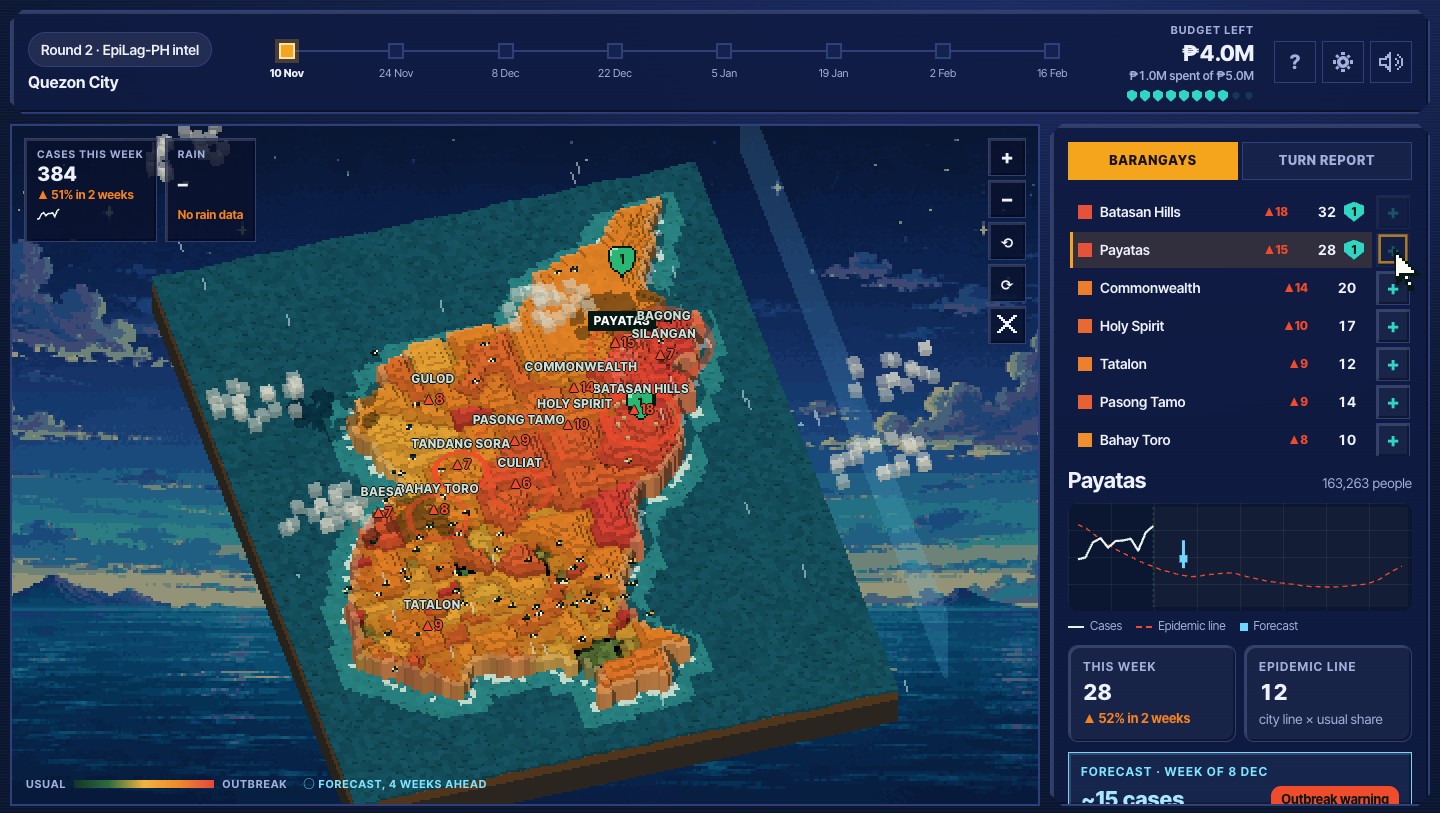 Round 2 · EpiLag-PH intel
Quezon City
10 Nov
24 Nov
8 Dec
22 Dec
5 Jan
19 Jan
2 Feb
16 Feb
BUDGET LEFT
₱4.0M
₱1.0M spent of ₱5.0M
?
CASES THIS WEEK
384
▲ 51% in 2 weeks
RAIN
–
No rain data
+
−
⟲
⟳
1
PAYATAS
▲15
BAGONG
SILANGAN
▲7
COMMONWEALTH
▲14
GULOD
▲8
BATASAN HILLS
▲18
HOLY SPIRIT
▲10
PASONG TAMO
▲9
TANDANG SORA
▲7
CULIAT
▲6
BAESA
▲7
BAHAY TORO
▲8
TATALON
▲9
USUAL
OUTBREAK
FORECAST, 4 WEEKS AHEAD
BARANGAYS
TURN REPORT
Batasan Hills ▲18 32 1 +
Payatas ▲15 28 1 +
Commonwealth ▲14 20 +
Holy Spirit ▲10 17 +
Tatalon ▲9 12 +
Pasong Tamo ▲9 14 +
Bahay Toro ▲8 10 +
Payatas
163,263 people
Cases
Epidemic line
Forecast
THIS WEEK
28
▲ 52% in 2 weeks
EPIDEMIC LINE
12
city line × usual share
FORECAST · WEEK OF 8 DEC
~15 cases
Outbreak warning